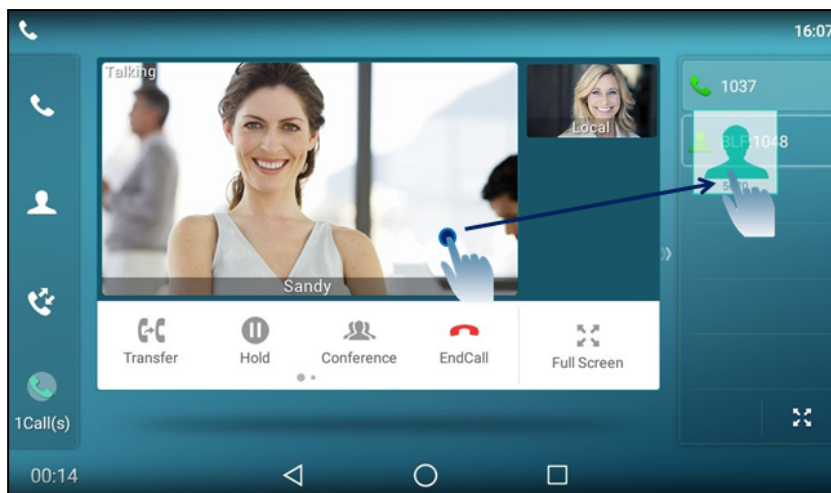 16:07
Talking
Local
Sandy
1037
BLF:1048
Transfer
Hold
Conference
EndCall
Full Screen
1Call(s)
00:14